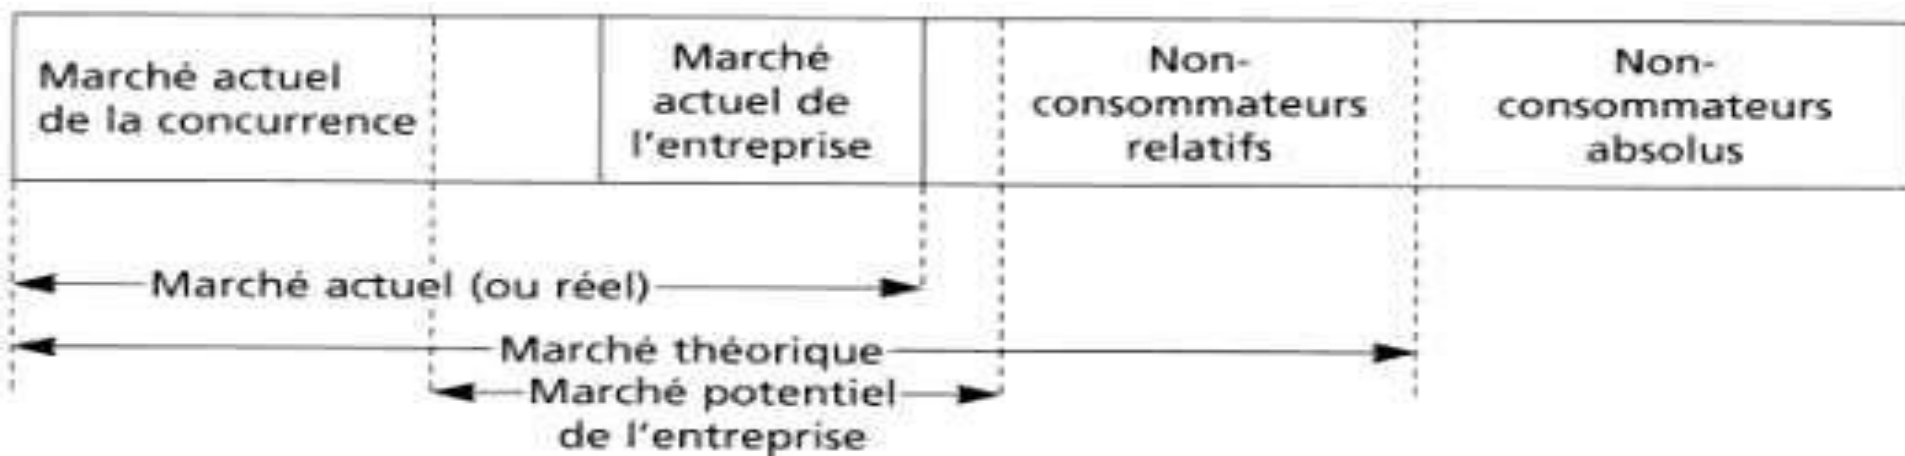 Marché actuel
de la concurrence
Marché
actuel de
l'entreprise
Non-
consommateurs
relatifs
Non-
consommateurs
absolus
Marché actuel (ou réel)
Marché théorique
Marché potentiel
de l'entreprise